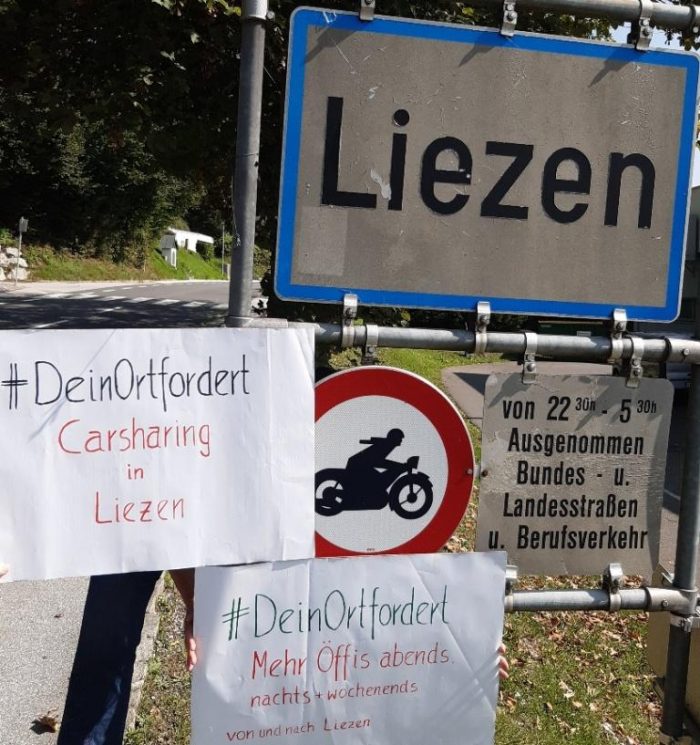 Liezen
#DeinOrtfordert
Carsharing
in
Liezen
von 22 30h - 5 30h
Ausgenommen
Bundes - u.
Landesstraßen
u. Berufsverkehr
#DeinOrtfordert
Mehr Öffis abends,
nachts + wochenends
von und nach Liezen